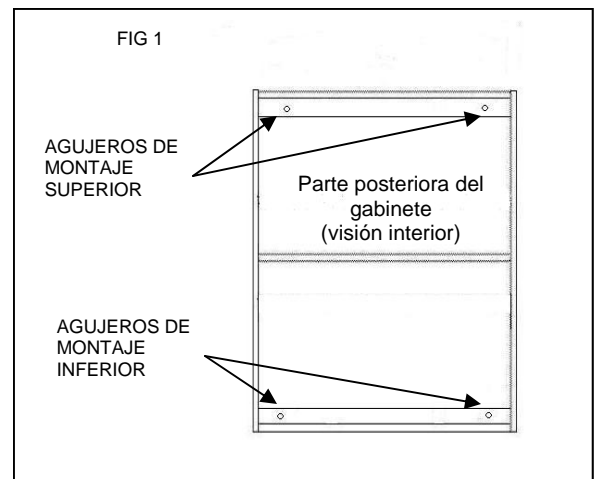 FIG 1
AGUJEROS DE
MONTAJE
SUPERIOR
Parte posteriora del
gabinete
(visión interior)
AGUJEROS DE
MONTAJE
INFERIOR